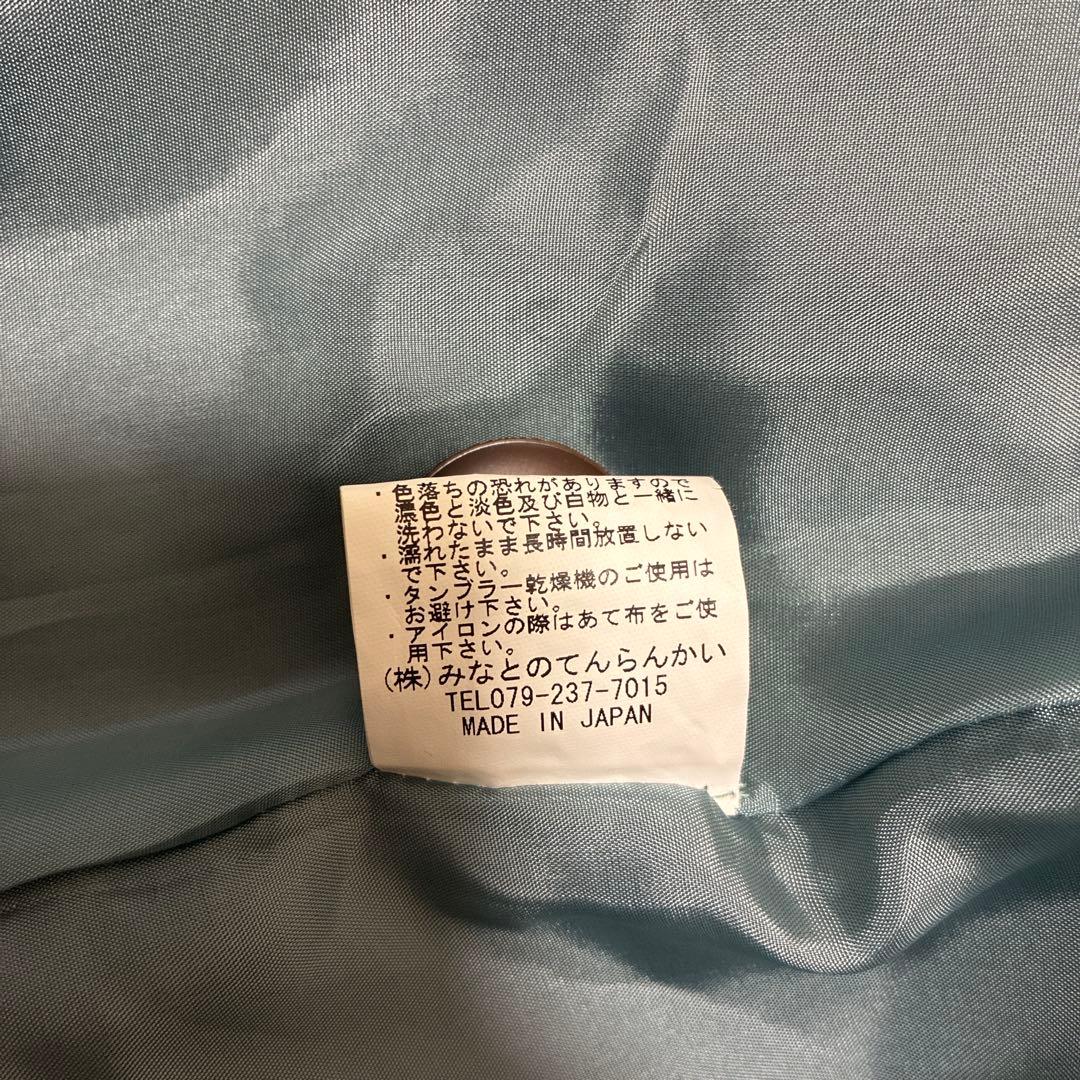 ・色落ちの恐れがありますので
濃色と淡色及び白物と一緒に
洗わないで下さい。
・濡れたまま長時間放置しない
で下さい。
・タンブラー乾燥機のご使用は
お避け下さい。
・アイロンの際はあて布をご使
用下さい。
(株)みなとのてんらんかい
TEL079-237-7015
MADE IN JAPAN